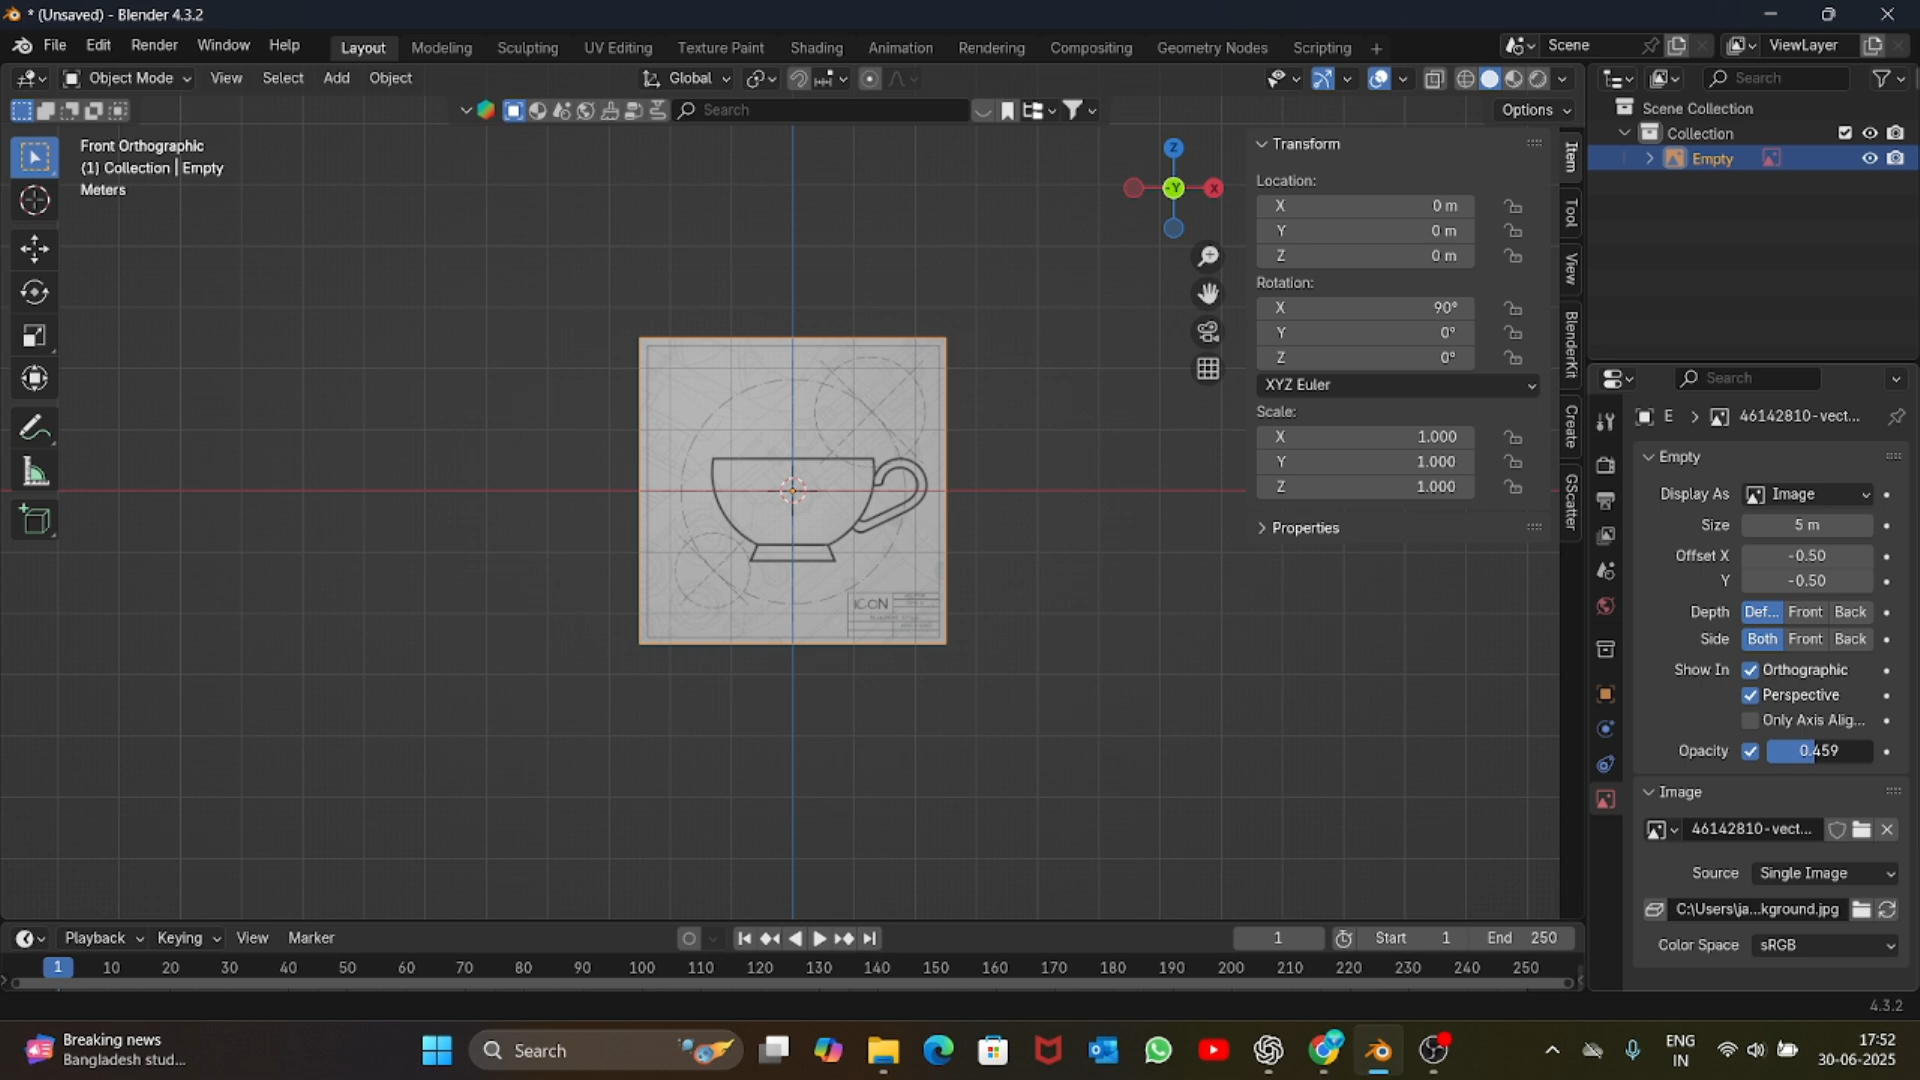 * (Unsaved) - Blender 4.3.2
File Edit Render Window Help
Layout Modeling Sculpting UV Editing Texture Paint Shading Animation Rendering Compositing Geometry Nodes Scripting +
Scene
ViewLayer
Object Mode View Select Add Object
Global
Search
Search
Options
Front Orthographic
(1) Collection | Empty
Meters
Z
-Y
X
ICON
Transform
Location:
X 0 m
Y 0 m
Z 0 m
Rotation:
X 90°
Y 0°
Z 0°
XYZ Euler
Scale:
X 1.000
Y 1.000
Z 1.000
Properties
Item
Tool
View
BlenderKit
Create
GScatter
Scene Collection
Collection
Empty
Search
E > 46142810-vect...
Empty
Display As Image
Size 5 m
Offset X -0.50
Y -0.50
Depth Def... Front Back
Side Both Front Back
Show In Orthographic
Perspective
Only Axis Alig...
Opacity 0.459
Image
46142810-vect...
Source Single Image
C:\Users\ja...kground.jpg
Color Space sRGB
Playback Keying View Marker
1 Start 1 End 250
1 10 20 30 40 50 60 70 80 90 100 110 120 130 140 150 160 170 180 190 200 210 220 230 240 250
4.3.2
Breaking news
Bangladesh stud...
Search
ENG
IN
17:52
30-06-2025